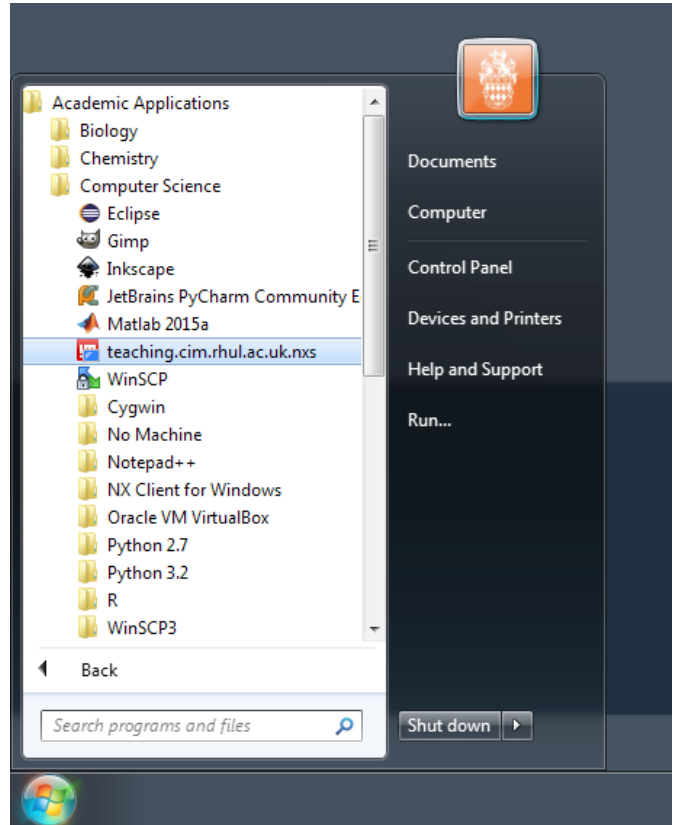 Academic Applications
Biology
Chemistry
Computer Science
Eclipse
Gimp
Inkscape
JetBrains PyCharm Community E
Matlab 2015a
teaching.cim.rhul.ac.uk.nxs
WinSCP
Cygwin
No Machine
Notepad++
NX Client for Windows
Oracle VM VirtualBox
Python 2.7
Python 3.2
R
WinSCP3
Back
Search programs and files
Documents
Computer
Control Panel
Devices and Printers
Help and Support
Run...
Shut down